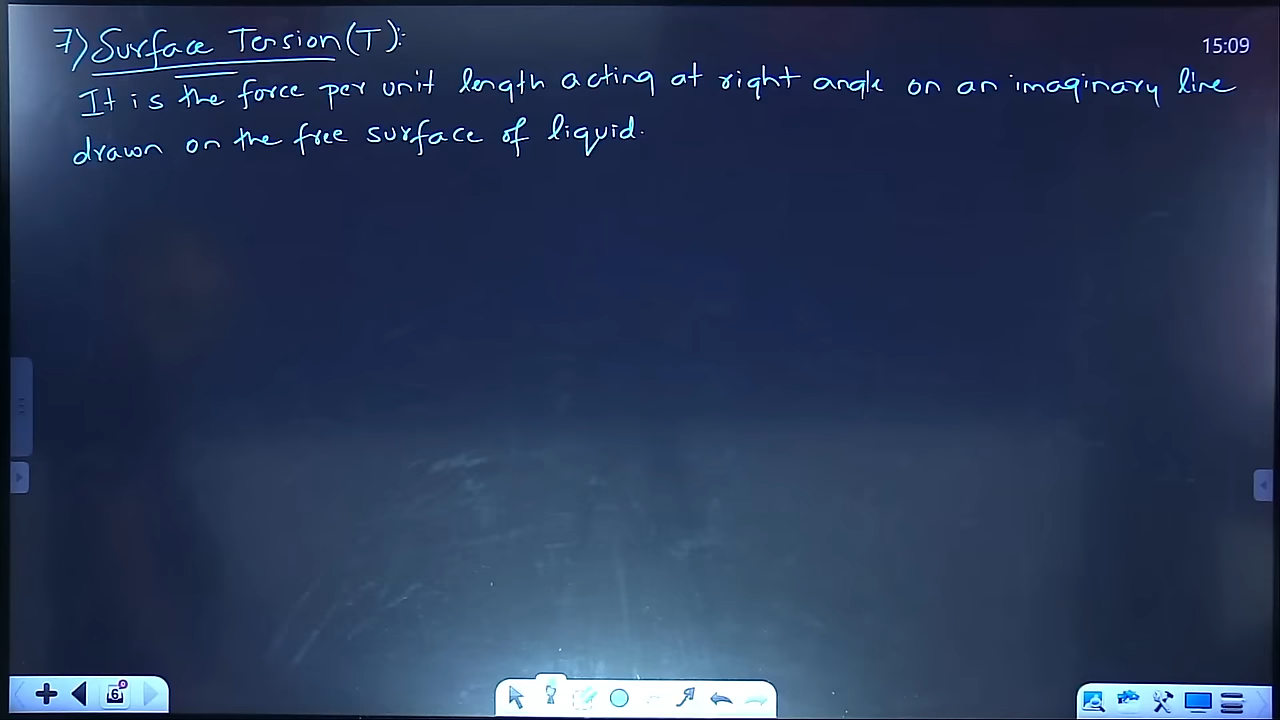 7) Surface Tension (T):
15:09
It is the force per unit length acting at right angle on an imaginary line
drawn on the free surface of liquid.
6